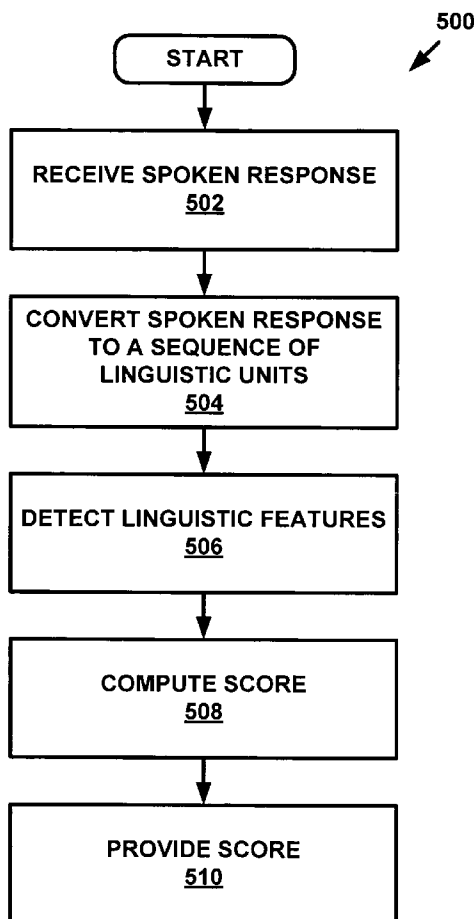 500
START
RECEIVE SPOKEN RESPONSE
502
CONVERT SPOKEN RESPONSE
TO A SEQUENCE OF
LINGUISTIC UNITS
504
DETECT LINGUISTIC FEATURES
506
COMPUTE SCORE
508
PROVIDE SCORE
510